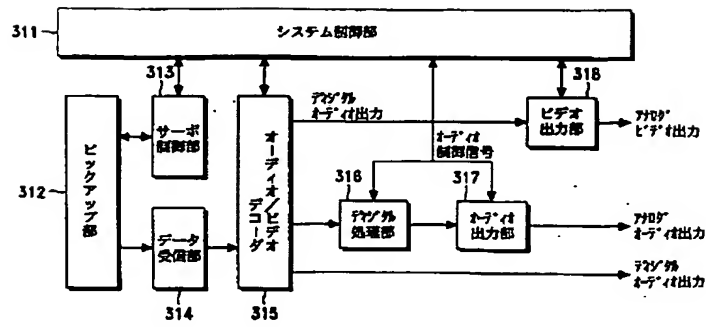 311
システム制御部
313
318
サーボ
制御部
デジタル
オーディオ出力
ビデオ
出力部
アナログ
ビデオ出力
ピックアップ部
オーディオ/ビデオ
デコーダ
オーディオ
制御信号
312
316
317
デジタル
処理部
オーディオ
出力部
アナログ
オーディオ出力
データ
受信部
デジタル
オーディオ出力
314
315